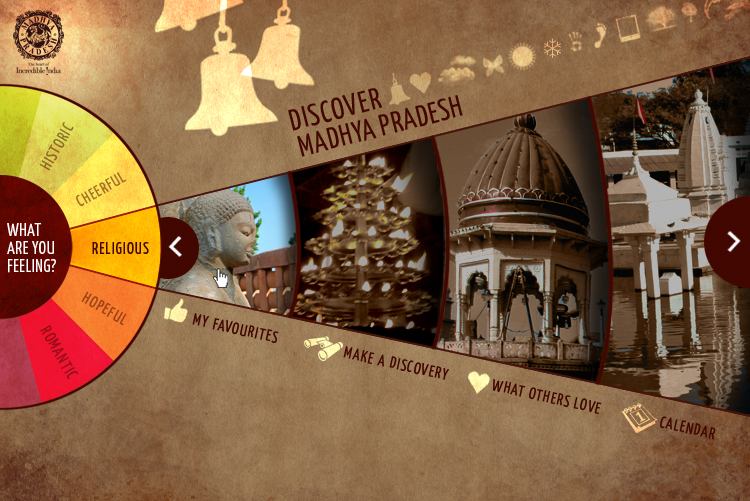 MADHYA
PRADESH
The heart of
Incredible India
DISCOVER
MADHYA PRADESH
HISTORIC
CHEERFUL
WHAT
ARE YOU
FEELING?
RELIGIOUS
HOPEFUL
ROMANTIC
MY FAVOURITES
MAKE A DISCOVERY
WHAT OTHERS LOVE
1
CALENDAR